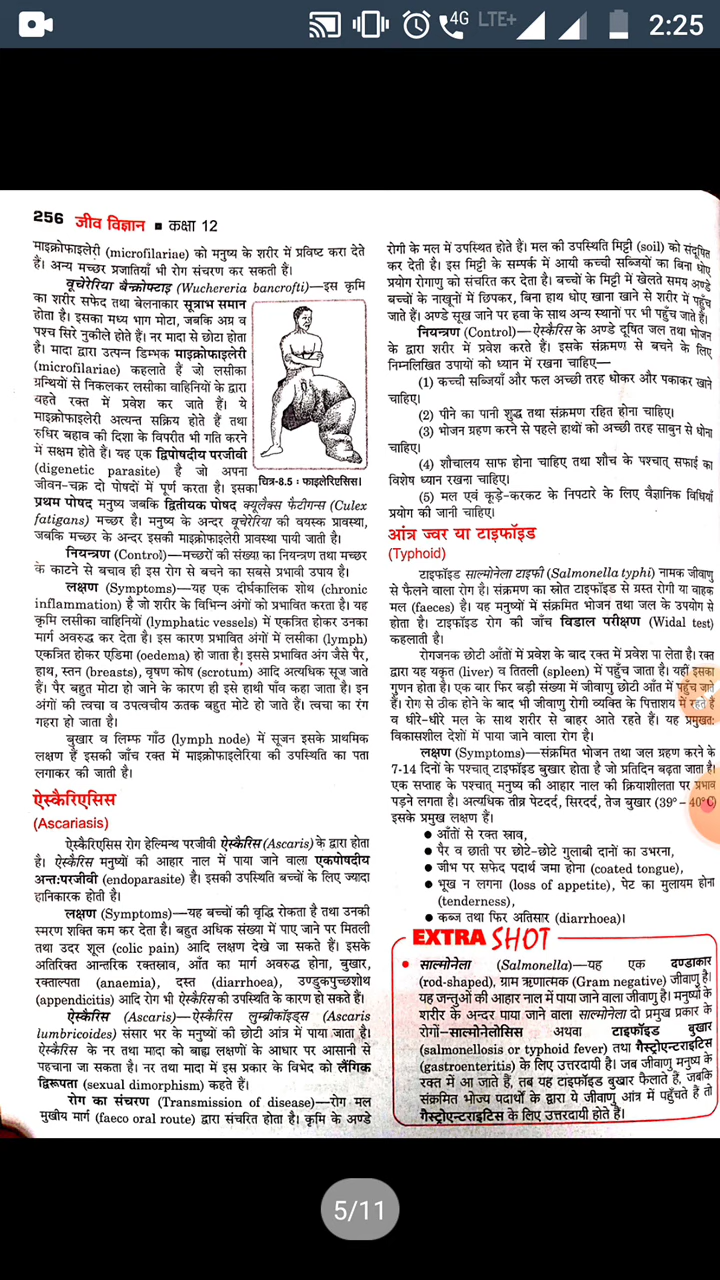 4G LTE+ 2:25
256 जीव विज्ञान ■ कक्षा 12
माइक्रोफाइलेरी (microfilariae) को मनुष्य के शरीर में प्रविष्ट करा देते
हैं। अन्य मच्छर प्रजातियाँ भी रोग संचरण कर सकती हैं।
वूचेरेरिया बैन्क्रोफ्टाइ (Wuchereria bancrofti)—इस कृमि
का शरीर सफेद तथा बेलनाकार सूत्राभ समान
होता है। इसका मध्य भाग मोटा, जबकि अग्र व
पश्च सिरे नुकीले होते हैं। नर मादा से छोटा होता
है। मादा द्वारा उत्पन्न डिम्भक माइक्रोफाइलेरी
(microfilariae) कहलाते हैं जो लसीका
ग्रन्थियों से निकलकर लसीका वाहिनियों के द्वारा
बहते रक्त में प्रवेश कर जाते हैं। ये
माइक्रोफाइलेरी अत्यन्त सक्रिय होते हैं तथा
रुधिर बहाव की दिशा के विपरीत भी गति करने
में सक्षम होते हैं। यह एक द्विपोषदीय परजीवी
(digenetic parasite) है जो अपना
जीवन-चक्र दो पोषदों में पूर्ण करता है। इसका
चित्र-8.5 : फाइलेरिएसिस।
प्रथम पोषद मनुष्य जबकि द्वितीयक पोषद क्यूलैक्स फैटीगन्स (Culex
fatigans) मच्छर है। मनुष्य के अन्दर वूचेरेरिया की वयस्क प्रावस्था,
जबकि मच्छर के अन्दर इसकी माइक्रोफाइलेरी प्रावस्था पायी जाती है।
नियन्त्रण (Control)—मच्छरों की संख्या का नियन्त्रण तथा मच्छर
के काटने से बचाव ही इस रोग से बचने का सबसे प्रभावी उपाय है।
लक्षण (Symptoms)—यह एक दीर्घकालिक शोथ (chronic
inflammation) है जो शरीर के विभिन्न अंगों को प्रभावित करता है। यह
कृमि लसीका वाहिनियों (lymphatic vessels) में एकत्रित होकर उनका
मार्ग अवरुद्ध कर देता है। इस कारण प्रभावित अंगों में लसीका (lymph)
एकत्रित होकर एडिमा (oedema) हो जाता है। इससे प्रभावित अंग जैसे पैर,
हाथ, स्तन (breasts), वृषण कोष (scrotum) आदि अत्यधिक सूज जाते
हैं। पैर बहुत मोटा हो जाने के कारण ही इसे हाथी पाँव कहा जाता है। इन
अंगों की त्वचा व उपत्वचीय ऊतक बहुत मोटे हो जाते हैं। त्वचा का रंग
गहरा हो जाता है।
बुखार व लिम्फ गाँठ (lymph node) में सूजन इसके प्राथमिक
लक्षण हैं इसकी जाँच रक्त में माइक्रोफाइलेरिया की उपस्थिति का पता
लगाकर की जाती है।
ऐस्कैरिएसिस
(Ascariasis)
ऐस्कैरिएसिस रोग हेल्मिन्थ परजीवी ऐस्कैरिस (Ascaris) के द्वारा होता
है। ऐस्कैरिस मनुष्यों की आहार नाल में पाया जाने वाला एकपोषदीय
अन्तःपरजीवी (endoparasite) है। इसकी उपस्थिति बच्चों के लिए ज्यादा
हानिकारक होती है।
लक्षण (Symptoms)—यह बच्चों की वृद्धि रोकता है तथा उनकी
स्मरण शक्ति कम कर देता है। बहुत अधिक संख्या में पाए जाने पर मितली
तथा उदर शूल (colic pain) आदि लक्षण देखे जा सकते हैं। इसके
अतिरिक्त आन्तरिक रक्तस्राव, आँत का मार्ग अवरुद्ध होना, बुखार,
रक्ताल्पता (anaemia), दस्त (diarrhoea), उण्डुकपुच्छशोथ
(appendicitis) आदि रोग भी ऐस्कैरिस की उपस्थिति के कारण हो सकते हैं।
ऐस्कैरिस (Ascaris)—ऐस्कैरिस लुम्ब्रीकॉइड्स (Ascaris
lumbricoides) संसार भर के मनुष्यों की छोटी आंत्र में पाया जाता है।
ऐस्कैरिस के नर तथा मादा को बाह्य लक्षणों के आधार पर आसानी से
पहचाना जा सकता है। नर तथा मादा में इस प्रकार के विभेद को लैंगिक
द्विरूपता (sexual dimorphism) कहते हैं।
रोग का संचरण (Transmission of disease)—रोग मल
मुखीय मार्ग (faeco oral route) द्वारा संचरित होता है। कृमि के अण्डे
रोगी के मल में उपस्थित होते हैं। मल की उपस्थिति मिट्टी (soil) को संदूषित
कर देती है। इस मिट्टी के सम्पर्क में आयी कच्ची सब्जियों का बिना धोए
प्रयोग रोगाणु को संचरित कर देता है। बच्चों के मिट्टी में खेलते समय अण्डे
बच्चों के नाखूनों में छिपकर, बिना हाथ धोए खाना खाने से शरीर में पहुँच
जाते हैं। अण्डे सूख जाने पर हवा के साथ अन्य स्थानों पर भी पहुँच जाते हैं।
नियन्त्रण (Control)—ऐस्कैरिस के अण्डे दूषित जल तथा भोजन
के द्वारा शरीर में प्रवेश करते हैं। इसके संक्रमण से बचने के लिए
निम्नलिखित उपायों को ध्यान में रखना चाहिए—
(1) कच्ची सब्जियाँ और फल अच्छी तरह धोकर और पकाकर खाने
चाहिए।
(2) पीने का पानी शुद्ध तथा संक्रमण रहित होना चाहिए।
(3) भोजन ग्रहण करने से पहले हाथों को अच्छी तरह साबुन से धोना
चाहिए।
(4) शौचालय साफ होना चाहिए तथा शौच के पश्चात् सफाई का
विशेष ध्यान रखना चाहिए।
(5) मल एवं कूड़े-करकट के निपटारे के लिए वैज्ञानिक विधियाँ
प्रयोग की जानी चाहिए।
आंत्र ज्वर या टाइफॉइड
(Typhoid)
टाइफॉइड साल्मोनेला टाइफी (Salmonella typhi) नामक जीवाणु
से फैलने वाला रोग है। संक्रमण का स्रोत टाइफॉइड से ग्रस्त रोगी या वाहक
मल (faeces) है। यह मनुष्यों में संक्रमित भोजन तथा जल के उपयोग से
होता है। टाइफॉइड रोग की जाँच विडाल परीक्षण (Widal test)
कहलाती है।
रोगजनक छोटी आंतों में प्रवेश के बाद रक्त में प्रवेश पा लेता है। रक्त
द्वारा यह यकृत (liver) व तितली (spleen) में पहुँच जाता है। वहीं इसका
गुणन होता है। एक बार फिर बड़ी संख्या में जीवाणु छोटी आँत में पहुँच जाते
हैं। रोग से ठीक होने के बाद भी जीवाणु रोगी व्यक्ति के पित्ताशय में रहते हैं
व धीरे-धीरे मल के साथ शरीर से बाहर आते रहते हैं। यह प्रमुखतः
विकासशील देशों में पाया जाने वाला रोग है।
लक्षण (Symptoms)—संक्रमित भोजन तथा जल ग्रहण करने के
7-14 दिनों के पश्चात् टाइफॉइड बुखार होता है जो प्रतिदिन बढ़ता जाता है।
एक सप्ताह के पश्चात् मनुष्य की आहार नाल की क्रियाशीलता पर प्रभाव
पड़ने लगता है। अत्यधिक तीव्र पेटदर्द, सिरदर्द, तेज बुखार (39° – 40°C)
इसके प्रमुख लक्षण हैं।
● आँतों से रक्त स्राव,
● पैर व छाती पर छोटे-छोटे गुलाबी दानों का उभरना,
● जीभ पर सफेद पदार्थ जमा होना (coated tongue),
● भूख न लगना (loss of appetite), पेट का मुलायम होना
(tenderness),
● कब्ज तथा फिर अतिसार (diarrhoea)।
EXTRA SHOT
● साल्मोनेला (Salmonella)—यह एक दण्डाकार
(rod-shaped), ग्राम ऋणात्मक (Gram negative) जीवाणु है।
यह जन्तुओं की आहार नाल में पाया जाने वाला जीवाणु है। मनुष्यों के
शरीर के अन्दर पाया जाने वाला साल्मोनेला दो प्रमुख प्रकार के
रोगों—साल्मोनेलोसिस अथवा टाइफॉइड बुखार
(salmonellosis or typhoid fever) तथा गैस्ट्रोएन्टराइटिस
(gastroenteritis) के लिए उत्तरदायी है। जब जीवाणु मनुष्य के
रक्त में आ जाते हैं, तब यह टाइफॉइड बुखार फैलाते हैं, जबकि
संक्रमित भोज्य पदार्थों के द्वारा ये जीवाणु आंत्र में पहुँचते हैं तो
गैस्ट्रोएन्टराइटिस के लिए उत्तरदायी होते हैं।
5/11